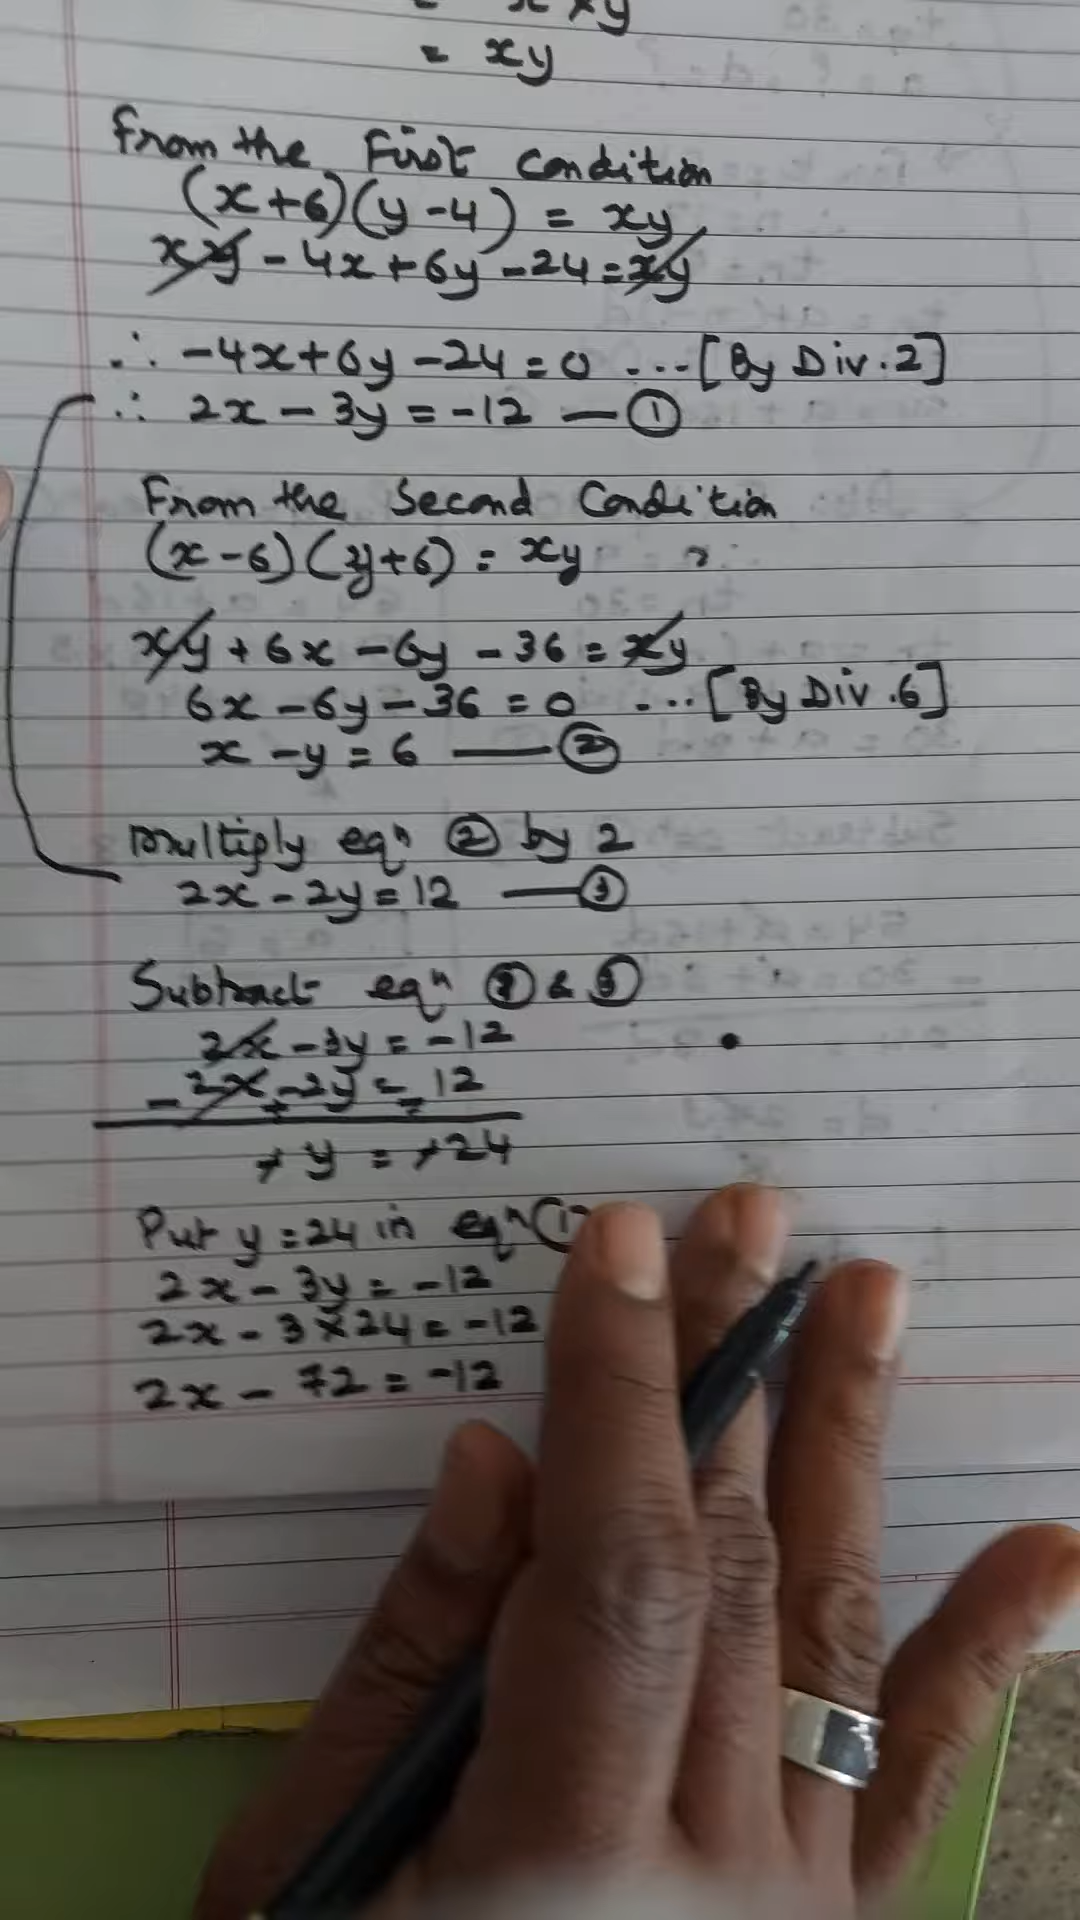 = x × y
= xy
From the First Condition
(x+6)(y-4) = xy
xy - 4x + 6y - 24 = xy
∴ -4x + 6y - 24 = 0 ... [By Div. 2]
∴ 2x - 3y = -12 — ①
From the Second Condition
(x-6)(y+6) = xy
xy + 6x - 6y - 36 = xy
6x - 6y - 36 = 0 ... [By Div. 6]
x - y = 6 — ②
Multiply eqn ② by 2
2x - 2y = 12 — ③
Subtract eqn ① & ③
2x - 3y = -12
2x - 2y = 12
- + -
- y = -24
Put y = 24 in eqn ①
2x - 3y = -12
2x - 3 × 24 = -12
2x - 72 = -12